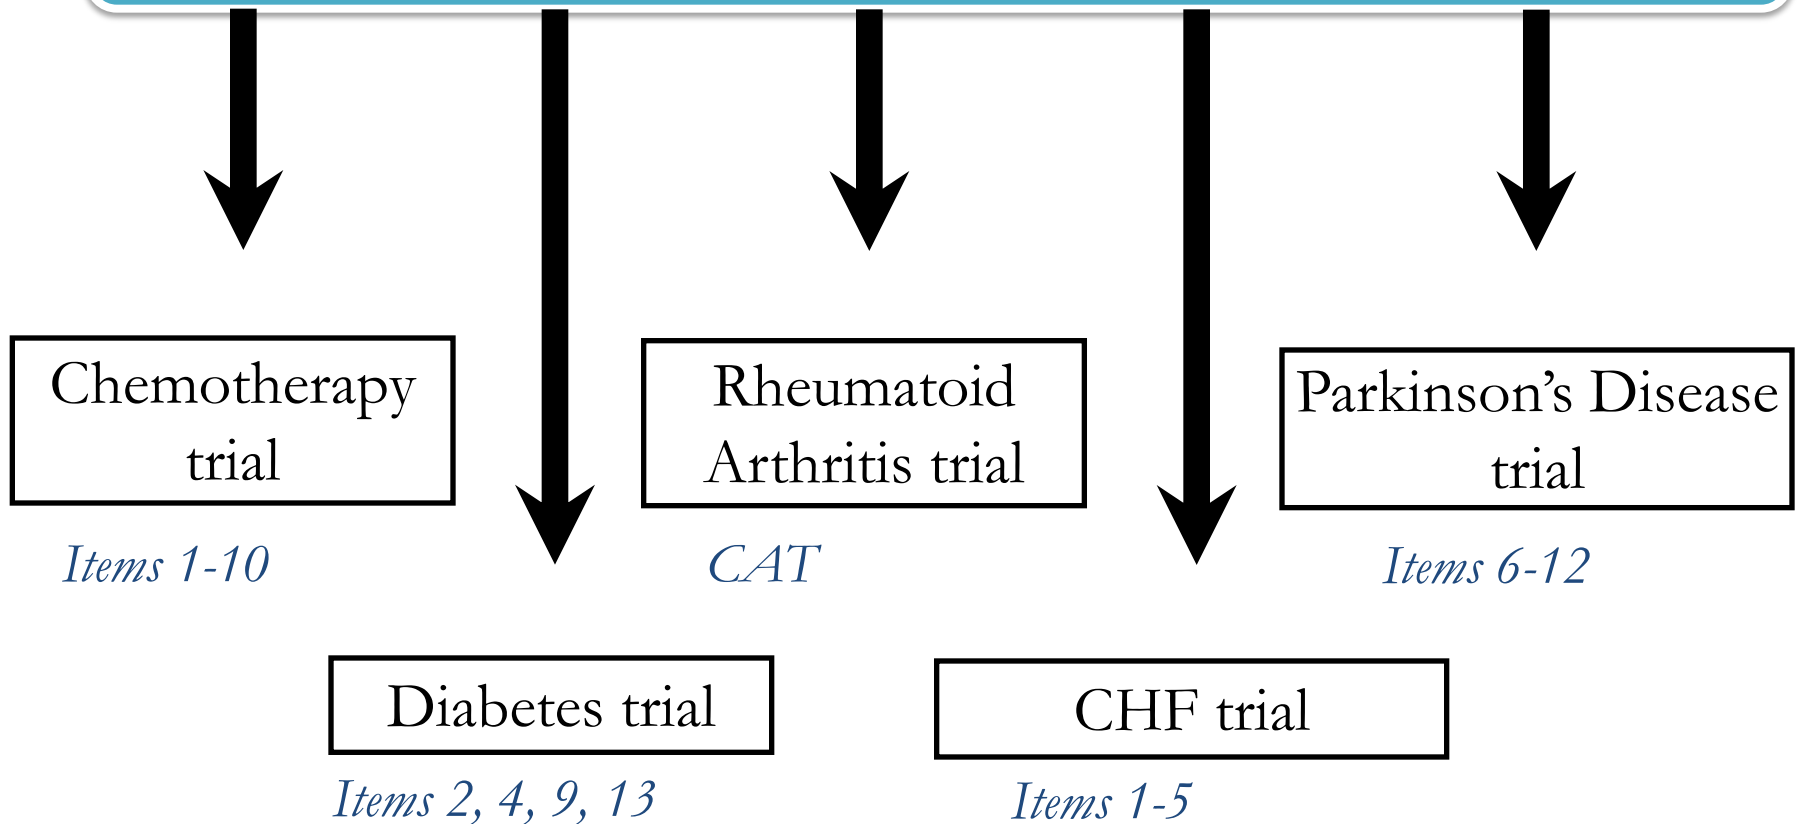 Chemotherapy
trial
Items 1-10
Rheumatoid
Arthritis trial
CAT
Parkinson’s Disease
trial
Items 6-12
Diabetes trial
Items 2, 4, 9, 13
CHF trial
Items 1-5